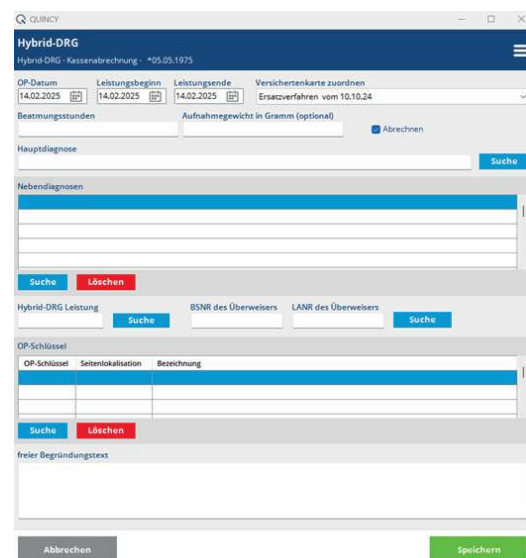 QUINCY
Hybrid-DRG
Hybrid-DRG - Kassenabrechnung - *05.05.1975
OP-Datum Leistungsbeginn Leistungsende Versichertenkarte zuordnen
14.02.2025 14.02.2025 14.02.2025 Ersatzverfahren vom 10.10.24
Beatmungsstunden Aufnahmegewicht in Gramm (optional)
Abrechnen
Hauptdiagnose
Suche
Nebendiagnosen
Suche Löschen
Hybrid-DRG Leistung BSNR des Überweisers LANR des Überweisers
Suche Suche
OP-Schlüssel
OP-Schlüssel Seitenlokalisation Bezeichnung
Suche Löschen
freier Begründungstext
Abbrechen Speichern